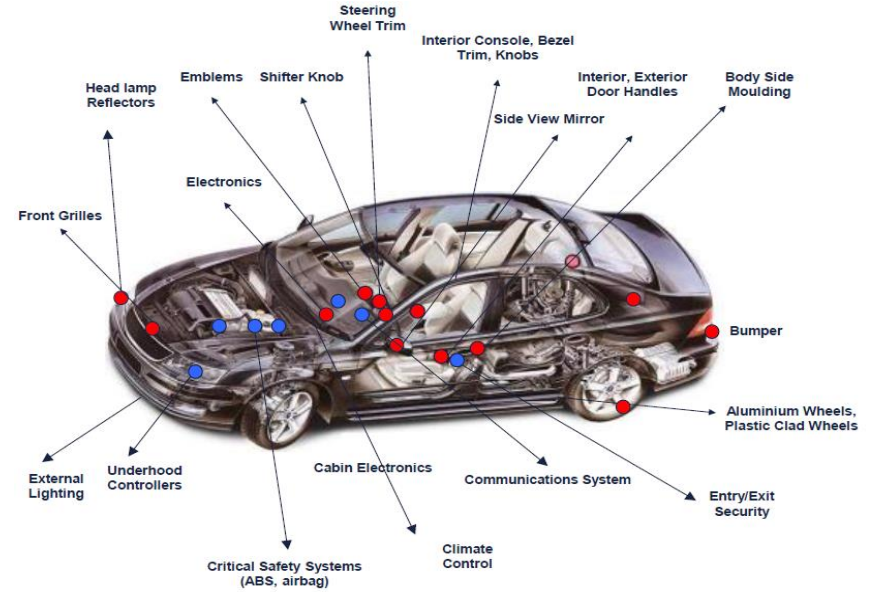 Steering
Wheel Trim
Interior Console, Bezel
Trim, Knobs
Emblems
Shifter Knob
Interior, Exterior
Door Handles
Body Side
Moulding
Head lamp
Reflectors
Side View Mirror
Electronics
Front Grilles
Bumper
Aluminium Wheels,
Plastic Clad Wheels
Cabin Electronics
External
Lighting
Underhood
Controllers
Communications System
Entry/Exit
Security
Critical Safety Systems
(ABS, airbag)
Climate
Control